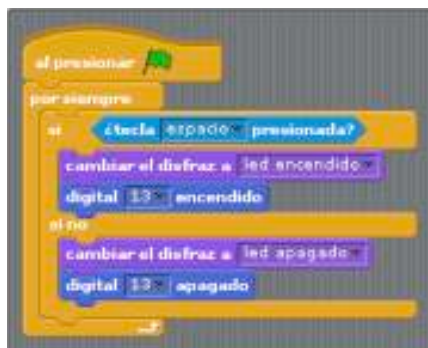 al presionar
por siempre
si ¿tecla espacio presionada?
cambiar el disfraz a led encendido
digital 13 encendido
si no
cambiar el disfraz a led apagado
digital 13 apagado